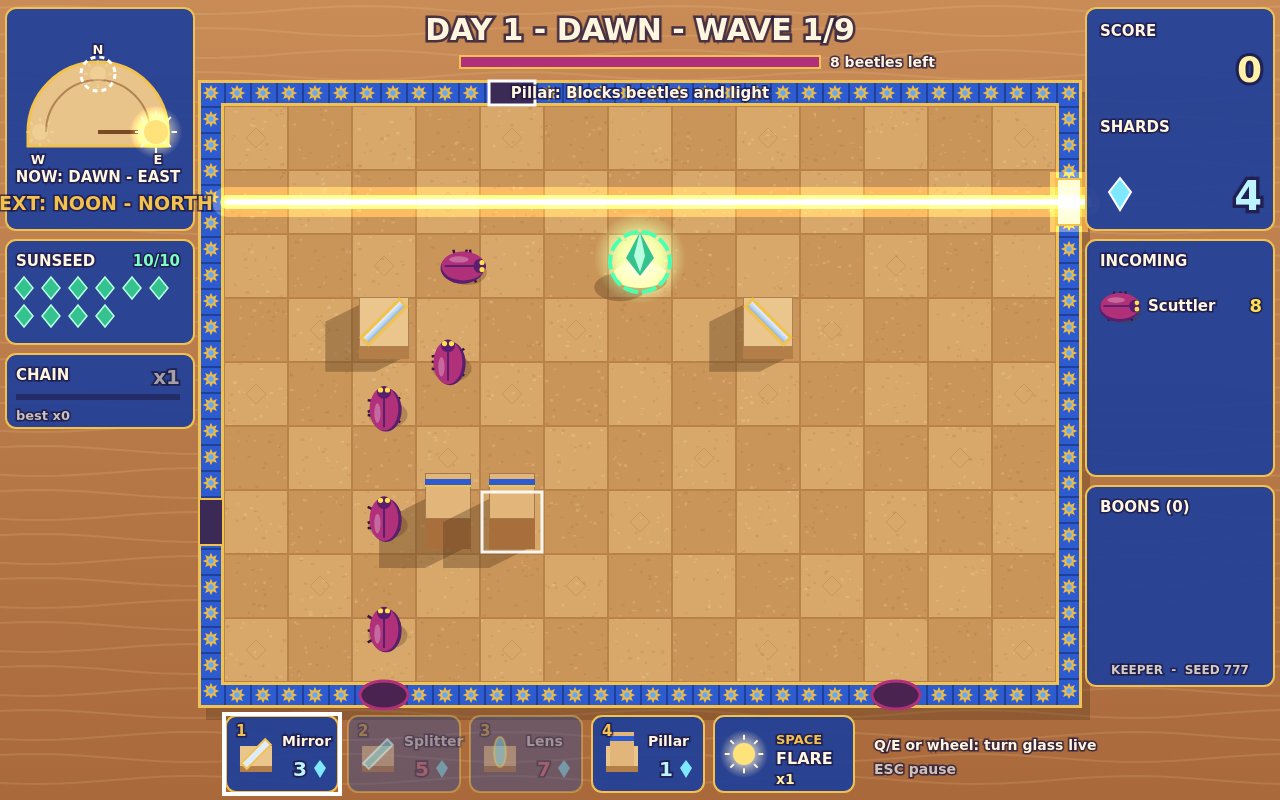 DAY 1 - DAWN - WAVE 1/9
8 beetles left
Pillar: Blocks beetles and light
N
W
E
NOW: DAWN - EAST
EXT: NOON - NORTH
SUNSEED 10/10
CHAIN x1
best x0
SCORE
0
SHARDS
4
INCOMING
Scuttler 8
BOONS (0)
KEEPER - SEED 777
1 Mirror 3
2 Splitter 5
3 Lens 7
4 Pillar 1
SPACE
FLARE
x1
Q/E or wheel: turn glass live
ESC pause